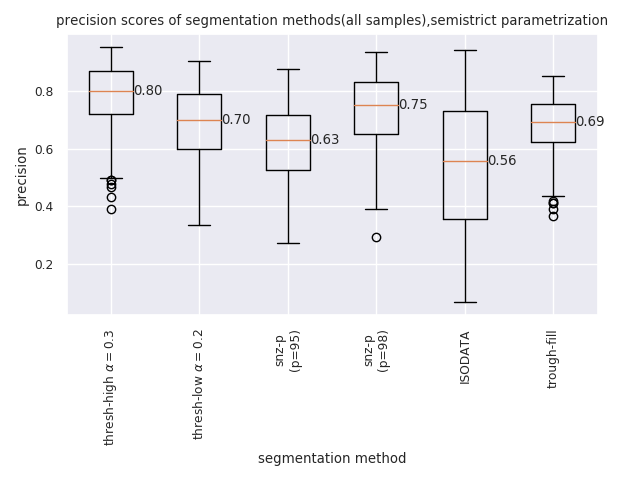 precision scores of segmentation methods(all samples),semistrict parametrization
precision
0.8
0.6
0.4
0.2
0.80
0.70
0.63
0.75
0.56
0.69
thresh-high α = 0.3
thresh-low α = 0.2
snz-p
(p=95)
snz-p
(p=98)
ISODATA
trough-fill
segmentation method